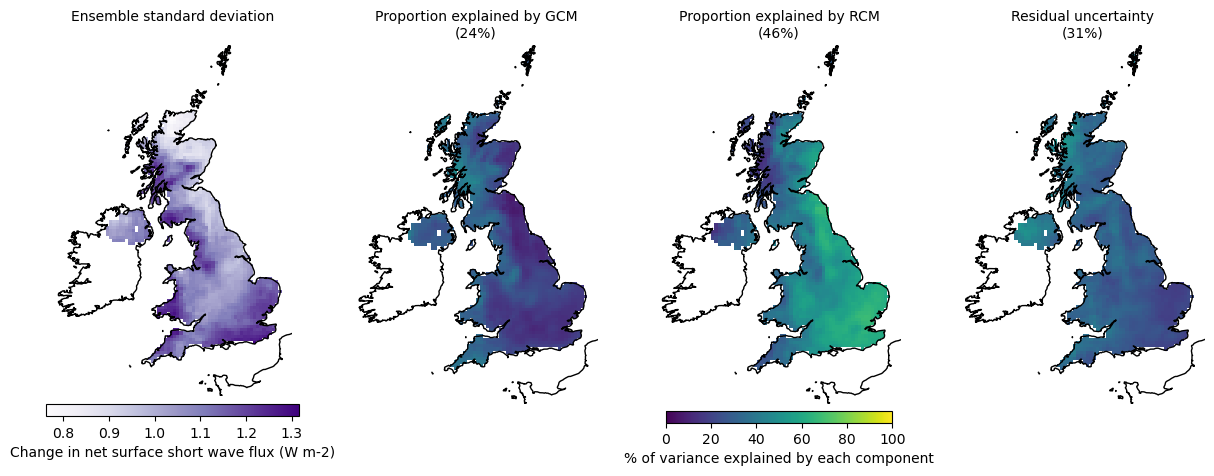 Ensemble standard deviation
Proportion explained by GCM
(24%)
Proportion explained by RCM
(46%)
Residual uncertainty
(31%)
0.8 0.9 1.0 1.1 1.2 1.3
Change in net surface short wave flux (W m-2)
0 20 40 60 80 100
% of variance explained by each component